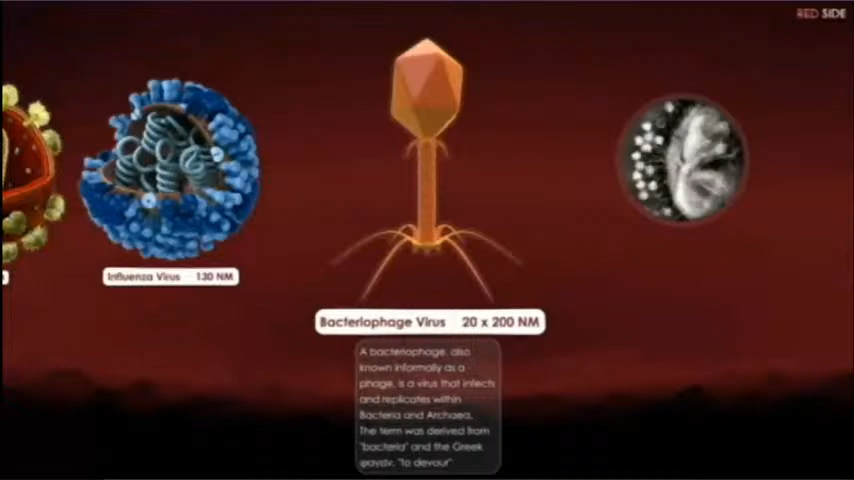 RED SIDE
Influenza Virus 130 NM
Bacteriophage Virus 20 x 200 NM
A bacteriophage, also
known informally as a
phage, is a virus that infects
and replicates within
Bacteria and Archaea.
The term was derived from
"bacteria" and the Greek
φαγεῖν, "to devour"